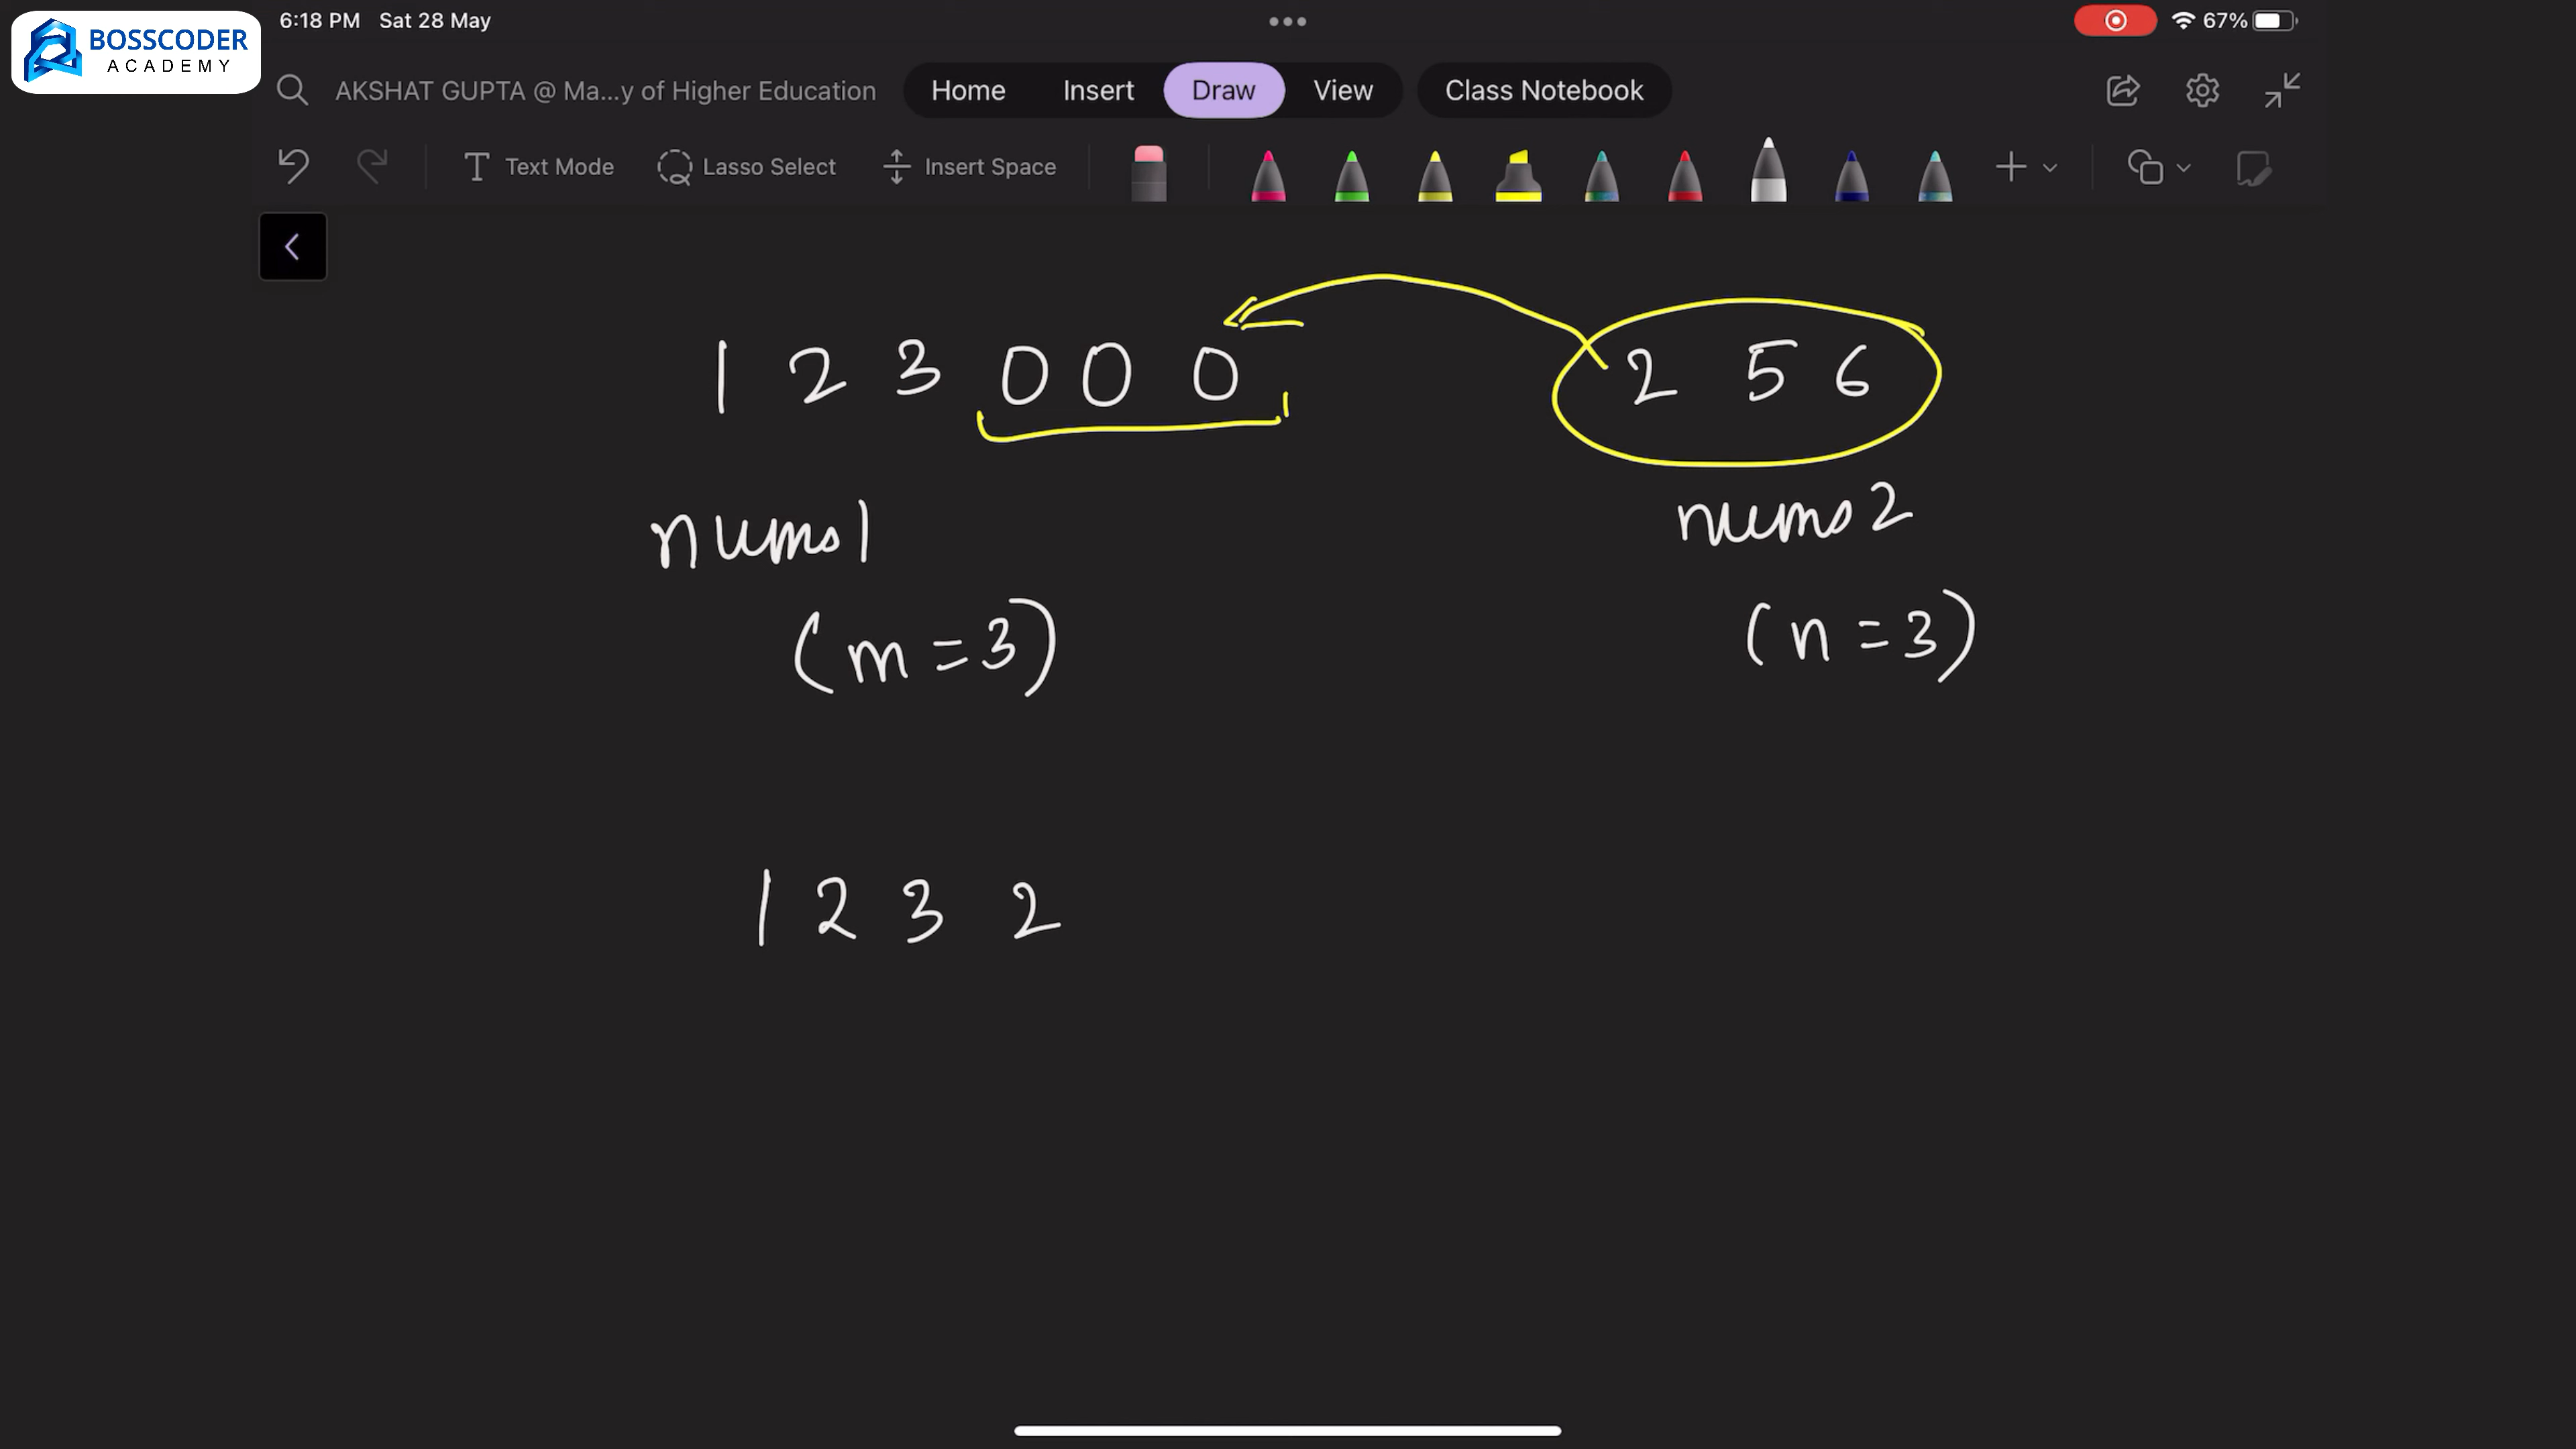 BOSSCODER
ACADEMY
6:18 PM Sat 28 May
67%
AKSHAT GUPTA @ Ma...y of Higher Education
Home Insert Draw View Class Notebook
Text Mode Lasso Select Insert Space
1 2 3 0 0 0 2 5 6
nums1 nums2
(m = 3) (n = 3)
1 2 3 2